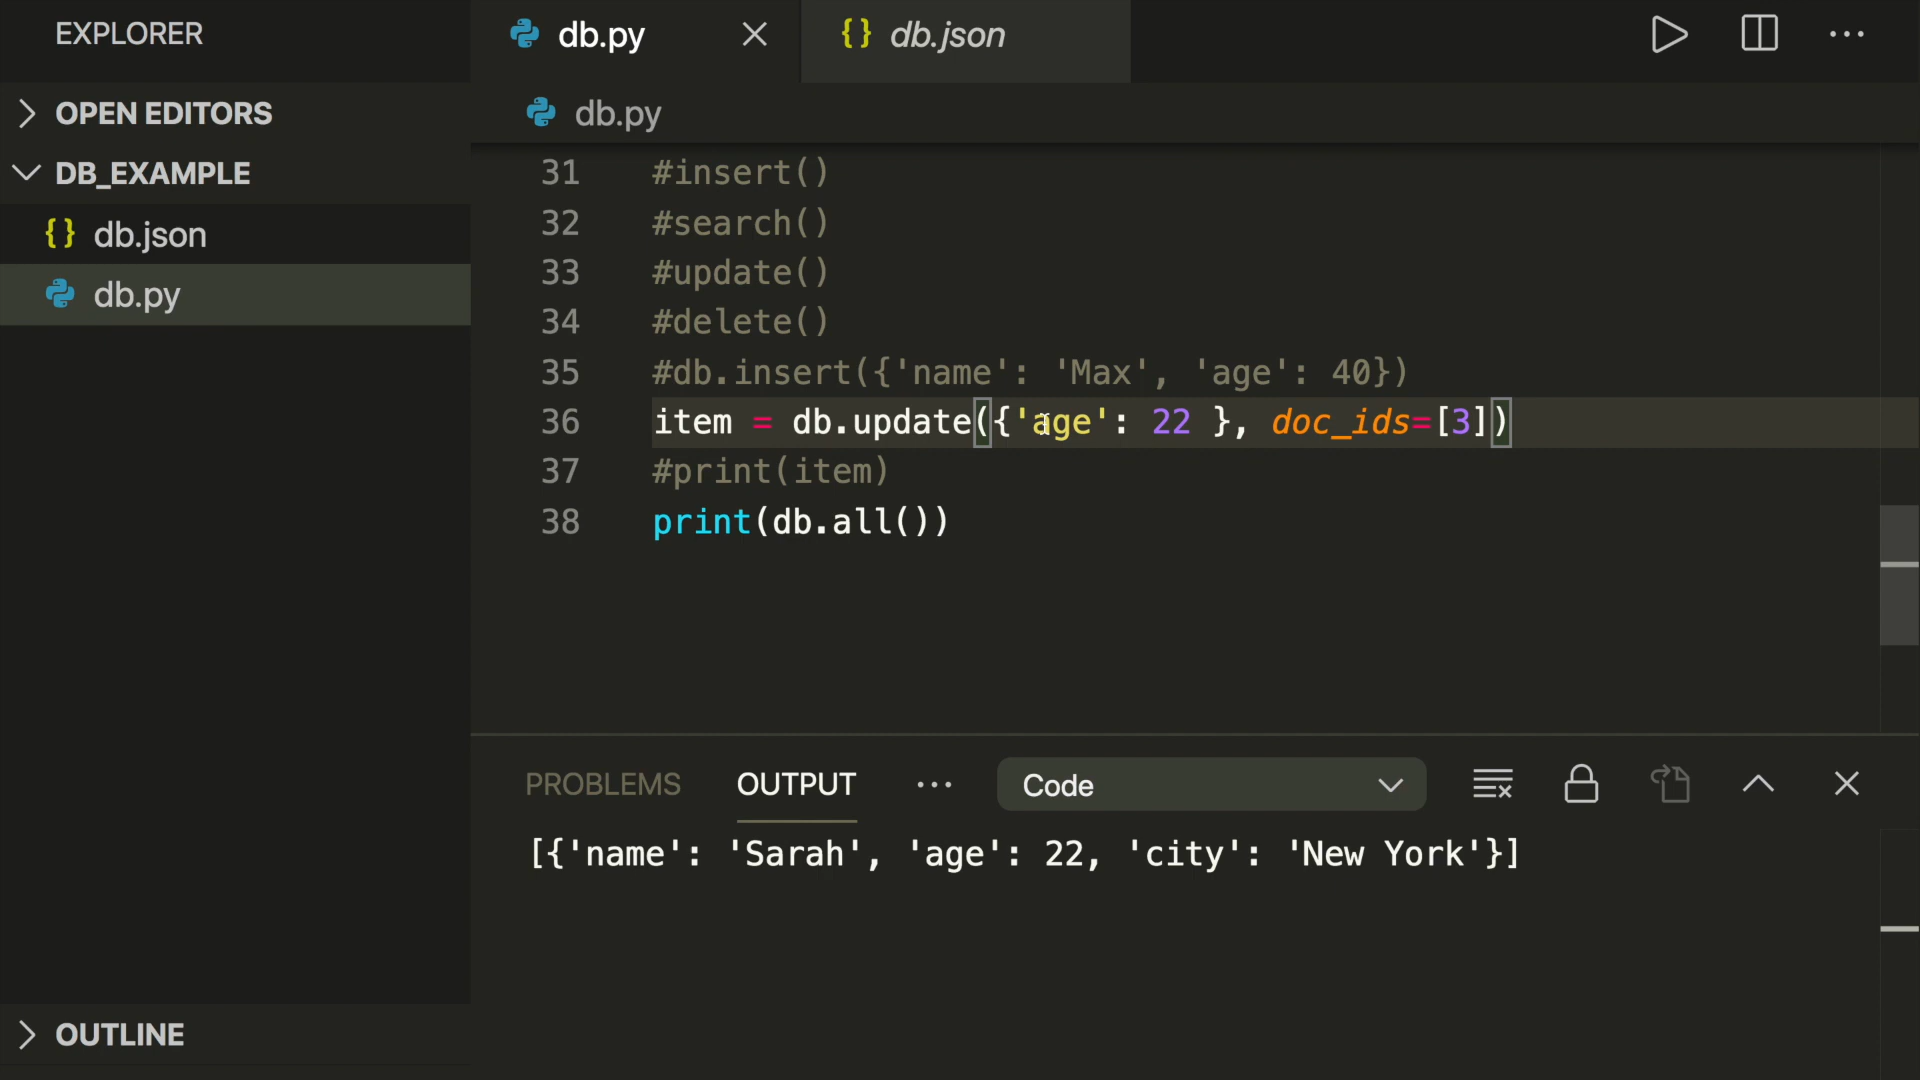 EXPLORER
OPEN EDITORS
DB_EXAMPLE
{} db.json
db.py
OUTLINE
db.py
{} db.json
db.py
31 #insert()
32 #search()
33 #update()
34 #delete()
35 #db.insert({'name': 'Max', 'age': 40})
36 item = db.update({'age': 22 }, doc_ids=[3])
37 #print(item)
38 print(db.all())
PROBLEMS OUTPUT ··· Code
[{'name': 'Sarah', 'age': 22, 'city': 'New York'}]